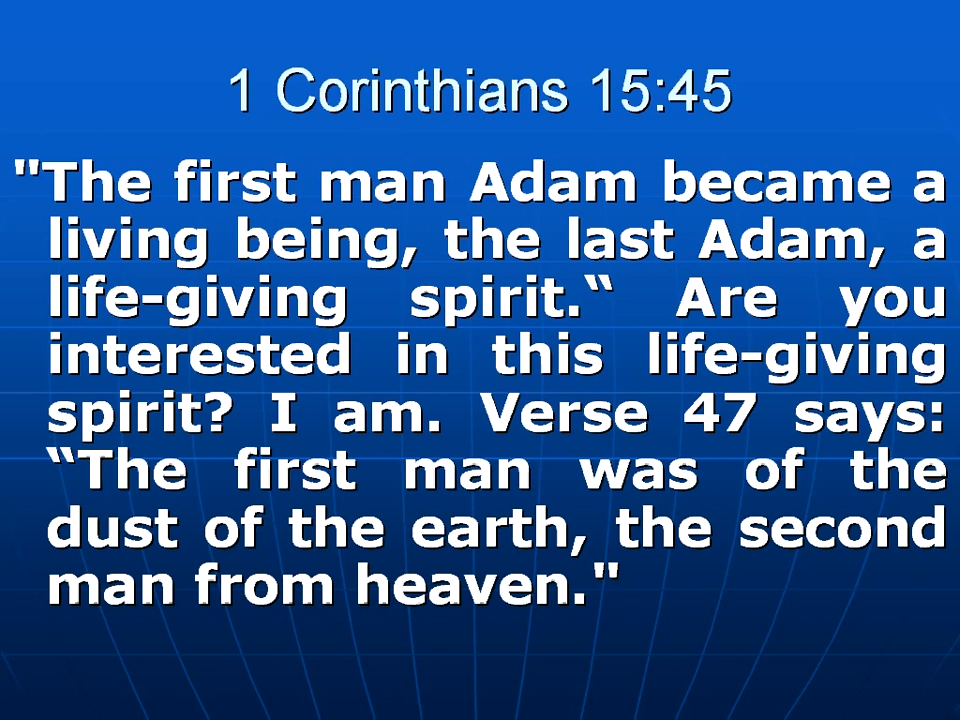 1 Corinthians 15:45
"The first man Adam became a
living being, the last Adam, a
life-giving spirit.“ Are you
interested in this life-giving
spirit? I am. Verse 47 says:
“The first man was of the
dust of the earth, the second
man from heaven."